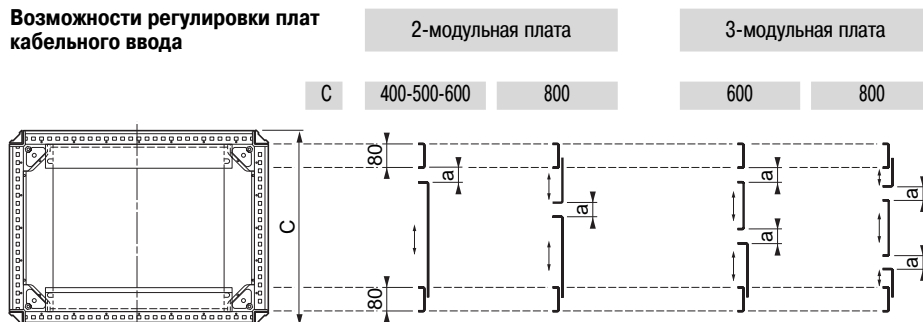 Возможности регулировки плат
кабельного ввода
2-модульная плата
3-модульная плата
C
400-500-600
800
600
800
80
a
a
a
a
a
a
C
80